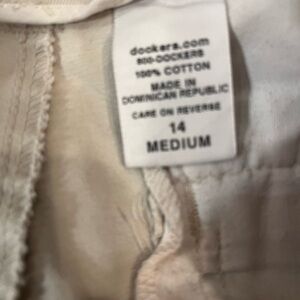 dockers.com
800-DOCKERS
100% COTTON
MADE IN
DOMINICAN REPUBLIC
CARE ON REVERSE
14
MEDIUM